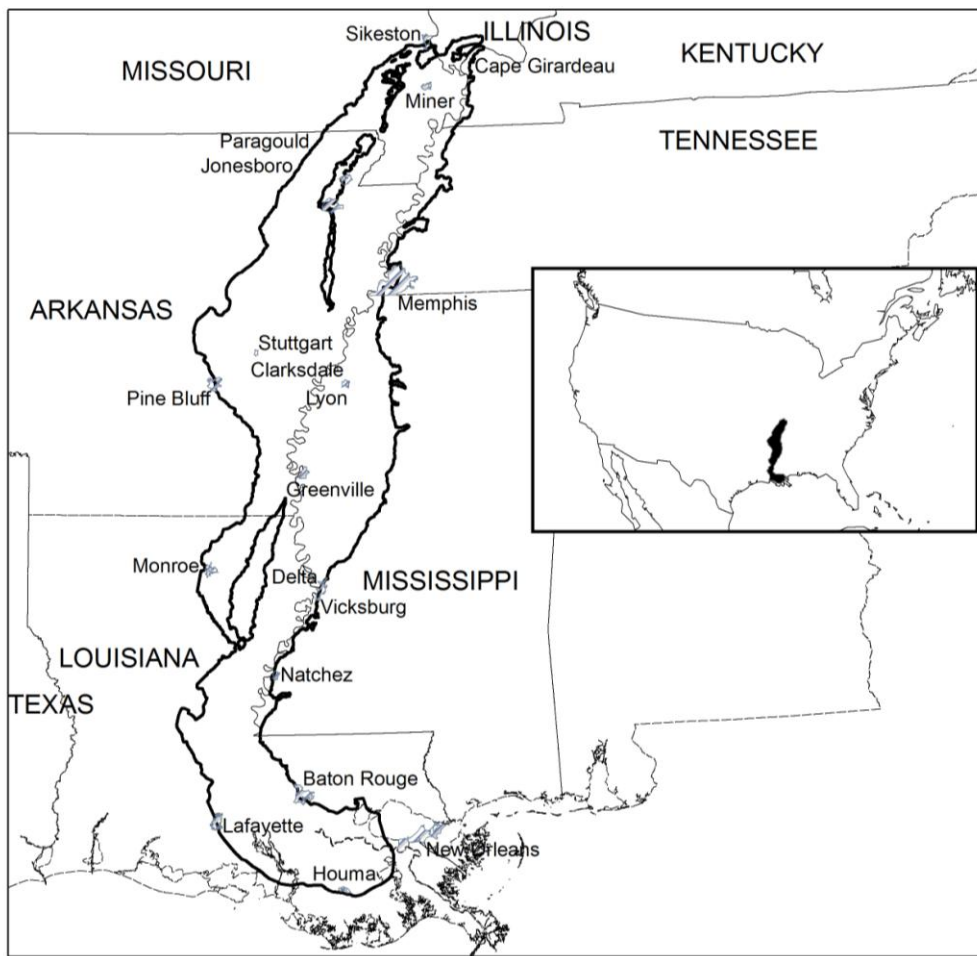 Sikeston
ILLINOIS
KENTUCKY
MISSOURI
Cape Girardeau
Miner
Paragould
TENNESSEE
Jonesboro
ARKANSAS
Memphis
Stuttgart
Clarksdale
Pine Bluff
Lyon
Greenville
Monroe
Delta
MISSISSIPPI
Vicksburg
LOUISIANA
Natchez
TEXAS
Baton Rouge
Lafayette
New Orleans
Houma